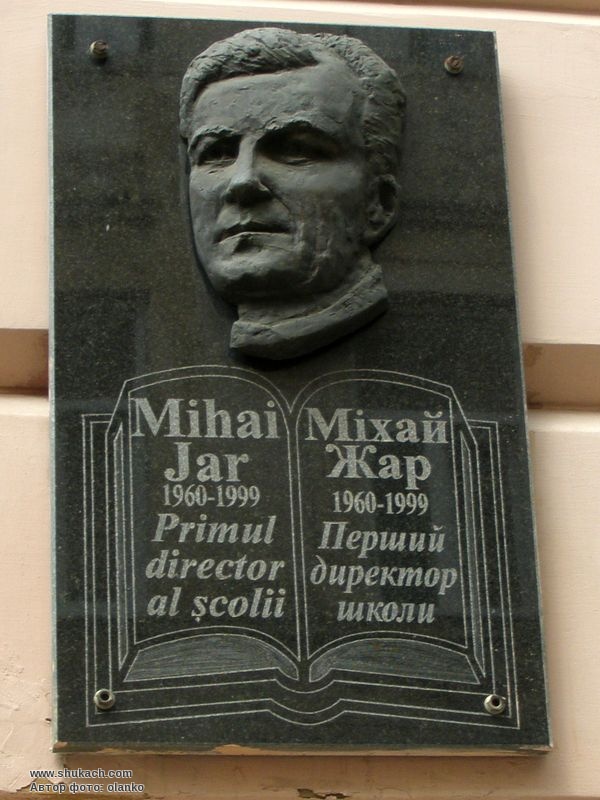 Mihai
Jar
1960-1999
Primul
director
al școlii
Міхай
Жар
1960-1999
Перший
директор
школи
www.shukach.com
Автор фото: olanko